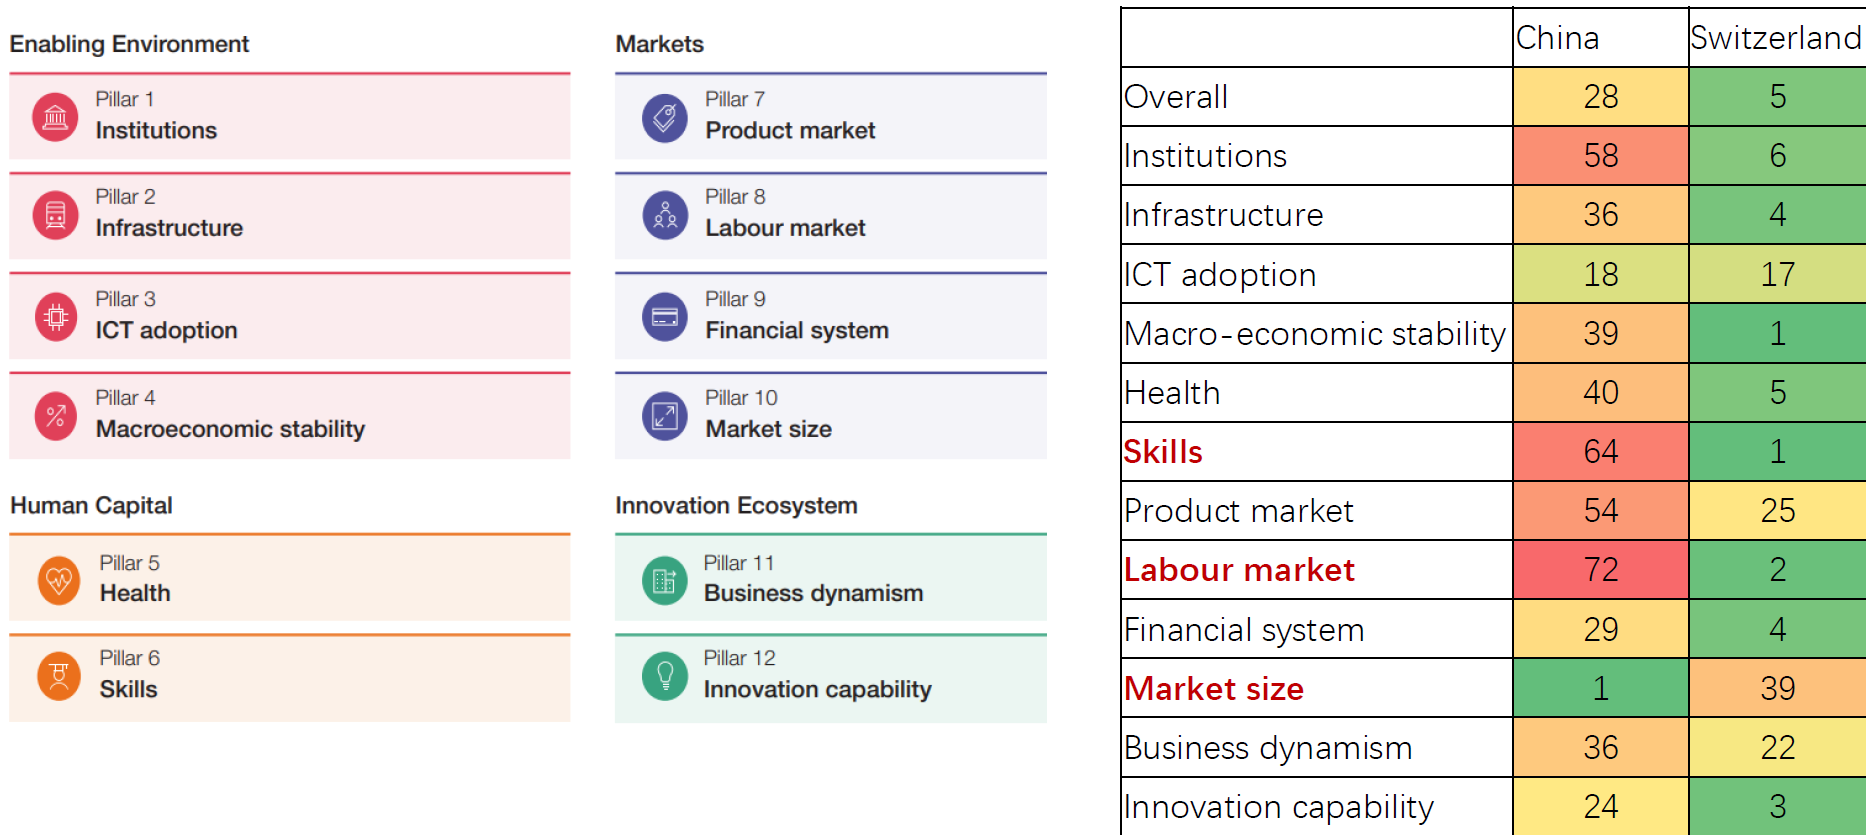 Enabling Environment
Pillar 1
Institutions
Pillar 2
Infrastructure
Pillar 3
ICT adoption
Pillar 4
Macroeconomic stability
Human Capital
Pillar 5
Health
Pillar 6
Skills
Markets
Pillar 7
Product market
Pillar 8
Labour market
Pillar 9
Financial system
Pillar 10
Market size
Innovation Ecosystem
Pillar 11
Business dynamism
Pillar 12
Innovation capability
China Switzerland
Overall 28 5
Institutions 58 6
Infrastructure 36 4
ICT adoption 18 17
Macro-economic stability 39 1
Health 40 5
Skills 64 1
Product market 54 25
Labour market 72 2
Financial system 29 4
Market size 1 39
Business dynamism 36 22
Innovation capability 24 3